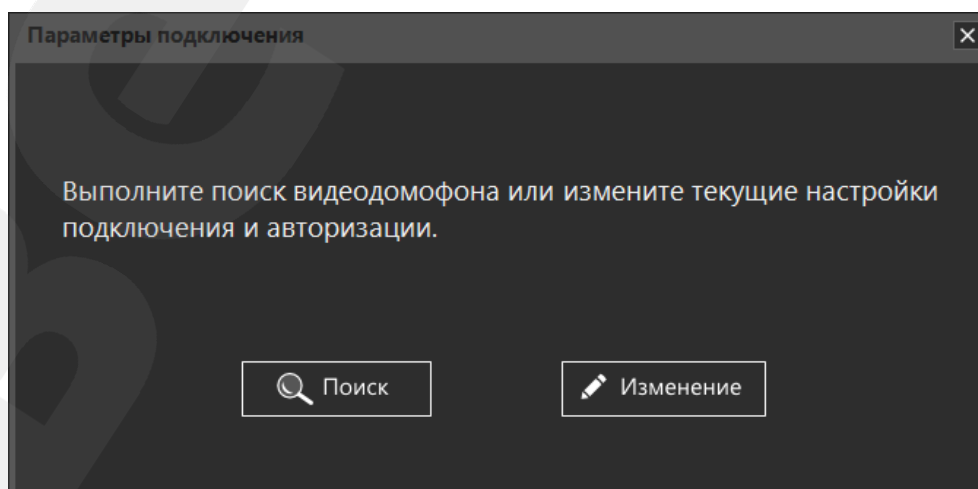 Параметры подключения
Выполните поиск видеодомофона или измените текущие настройки
подключения и авторизации.
Поиск
Изменение